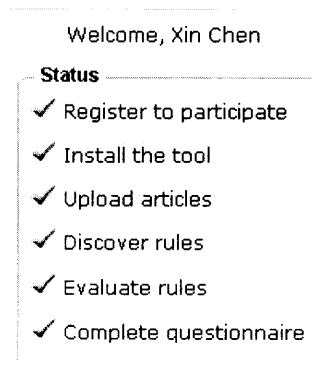 Welcome, Xin Chen
Status
Register to participate
Install the tool
Upload articles
Discover rules
Evaluate rules
Complete questionnaire